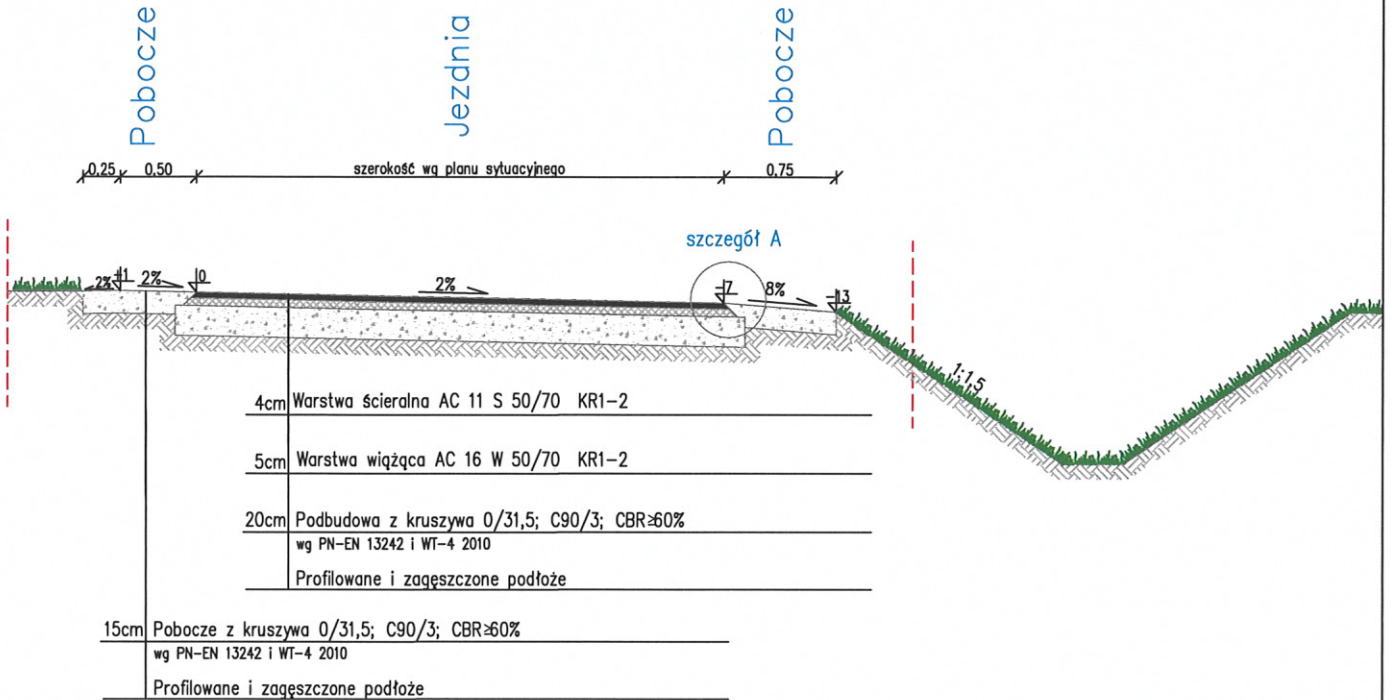 Pobocze
Jezdnia
Pobocze
0.25 0.50 szerokość wg planu sytuacyjnego 0.75
szczegół A
2% +1 2% 0 2% -7 8% -13
1:1,5
4cm Warstwa ścieralna AC 11 S 50/70 KR1-2
5cm Warstwa wiążąca AC 16 W 50/70 KR1-2
20cm Podbudowa z kruszywa 0/31,5; C90/3; CBR≥60%
wg PN-EN 13242 i WT-4 2010
Profilowane i zagęszczone podłoże
15cm Pobocze z kruszywa 0/31,5; C90/3; CBR≥60%
wg PN-EN 13242 i WT-4 2010
Profilowane i zagęszczone podłoże